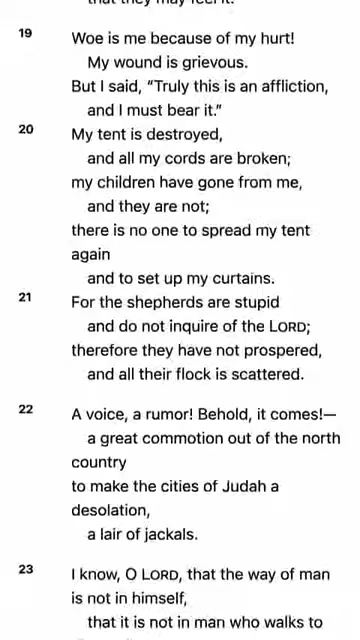 that they may feel it."
19 Woe is me because of my hurt!
My wound is grievous.
But I said, “Truly this is an affliction,
and I must bear it.”
20 My tent is destroyed,
and all my cords are broken;
my children have gone from me,
and they are not;
there is no one to spread my tent
again
and to set up my curtains.
21 For the shepherds are stupid
and do not inquire of the LORD;
therefore they have not prospered,
and all their flock is scattered.
22 A voice, a rumor! Behold, it comes!—
a great commotion out of the north
country
to make the cities of Judah a
desolation,
a lair of jackals.
23 I know, O LORD, that the way of man
is not in himself,
that it is not in man who walks to